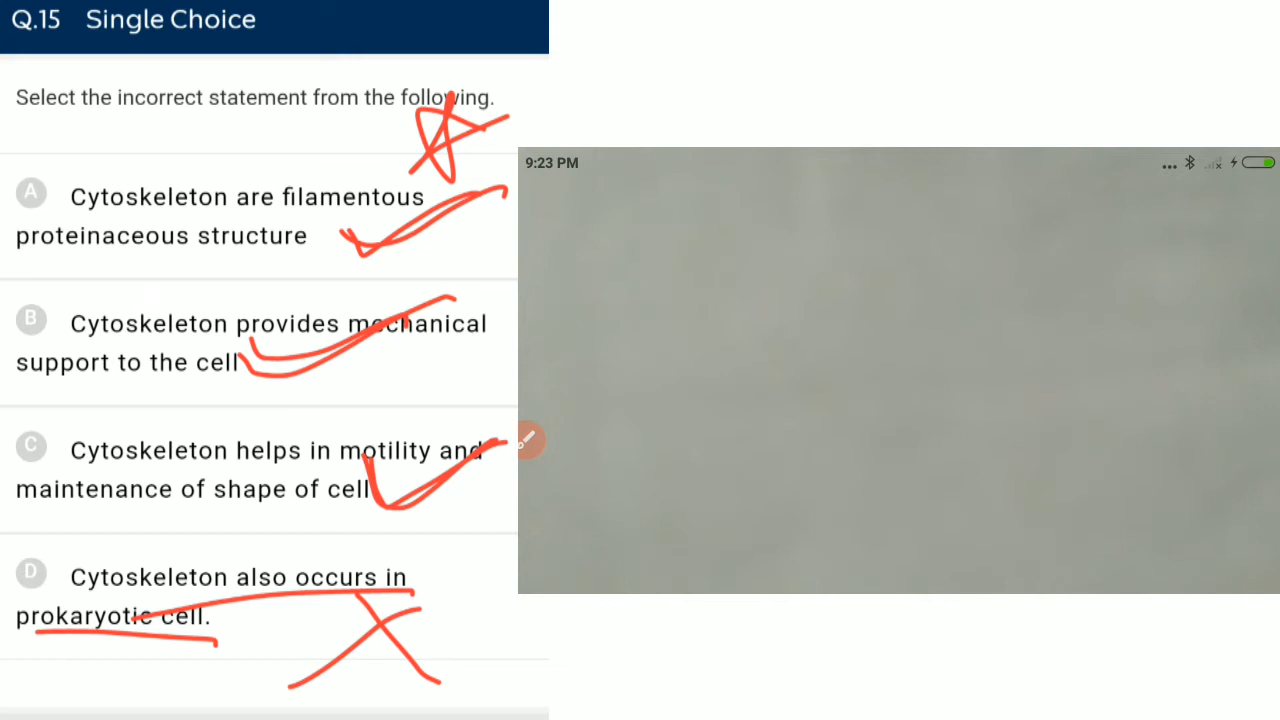 Q.15 Single Choice
Select the incorrect statement from the following.
A Cytoskeleton are filamentous
proteinaceous structure
B Cytoskeleton provides mechanical
support to the cell
C Cytoskeleton helps in motility and
maintenance of shape of cell
D Cytoskeleton also occurs in
prokaryotic cell.
9:23 PM